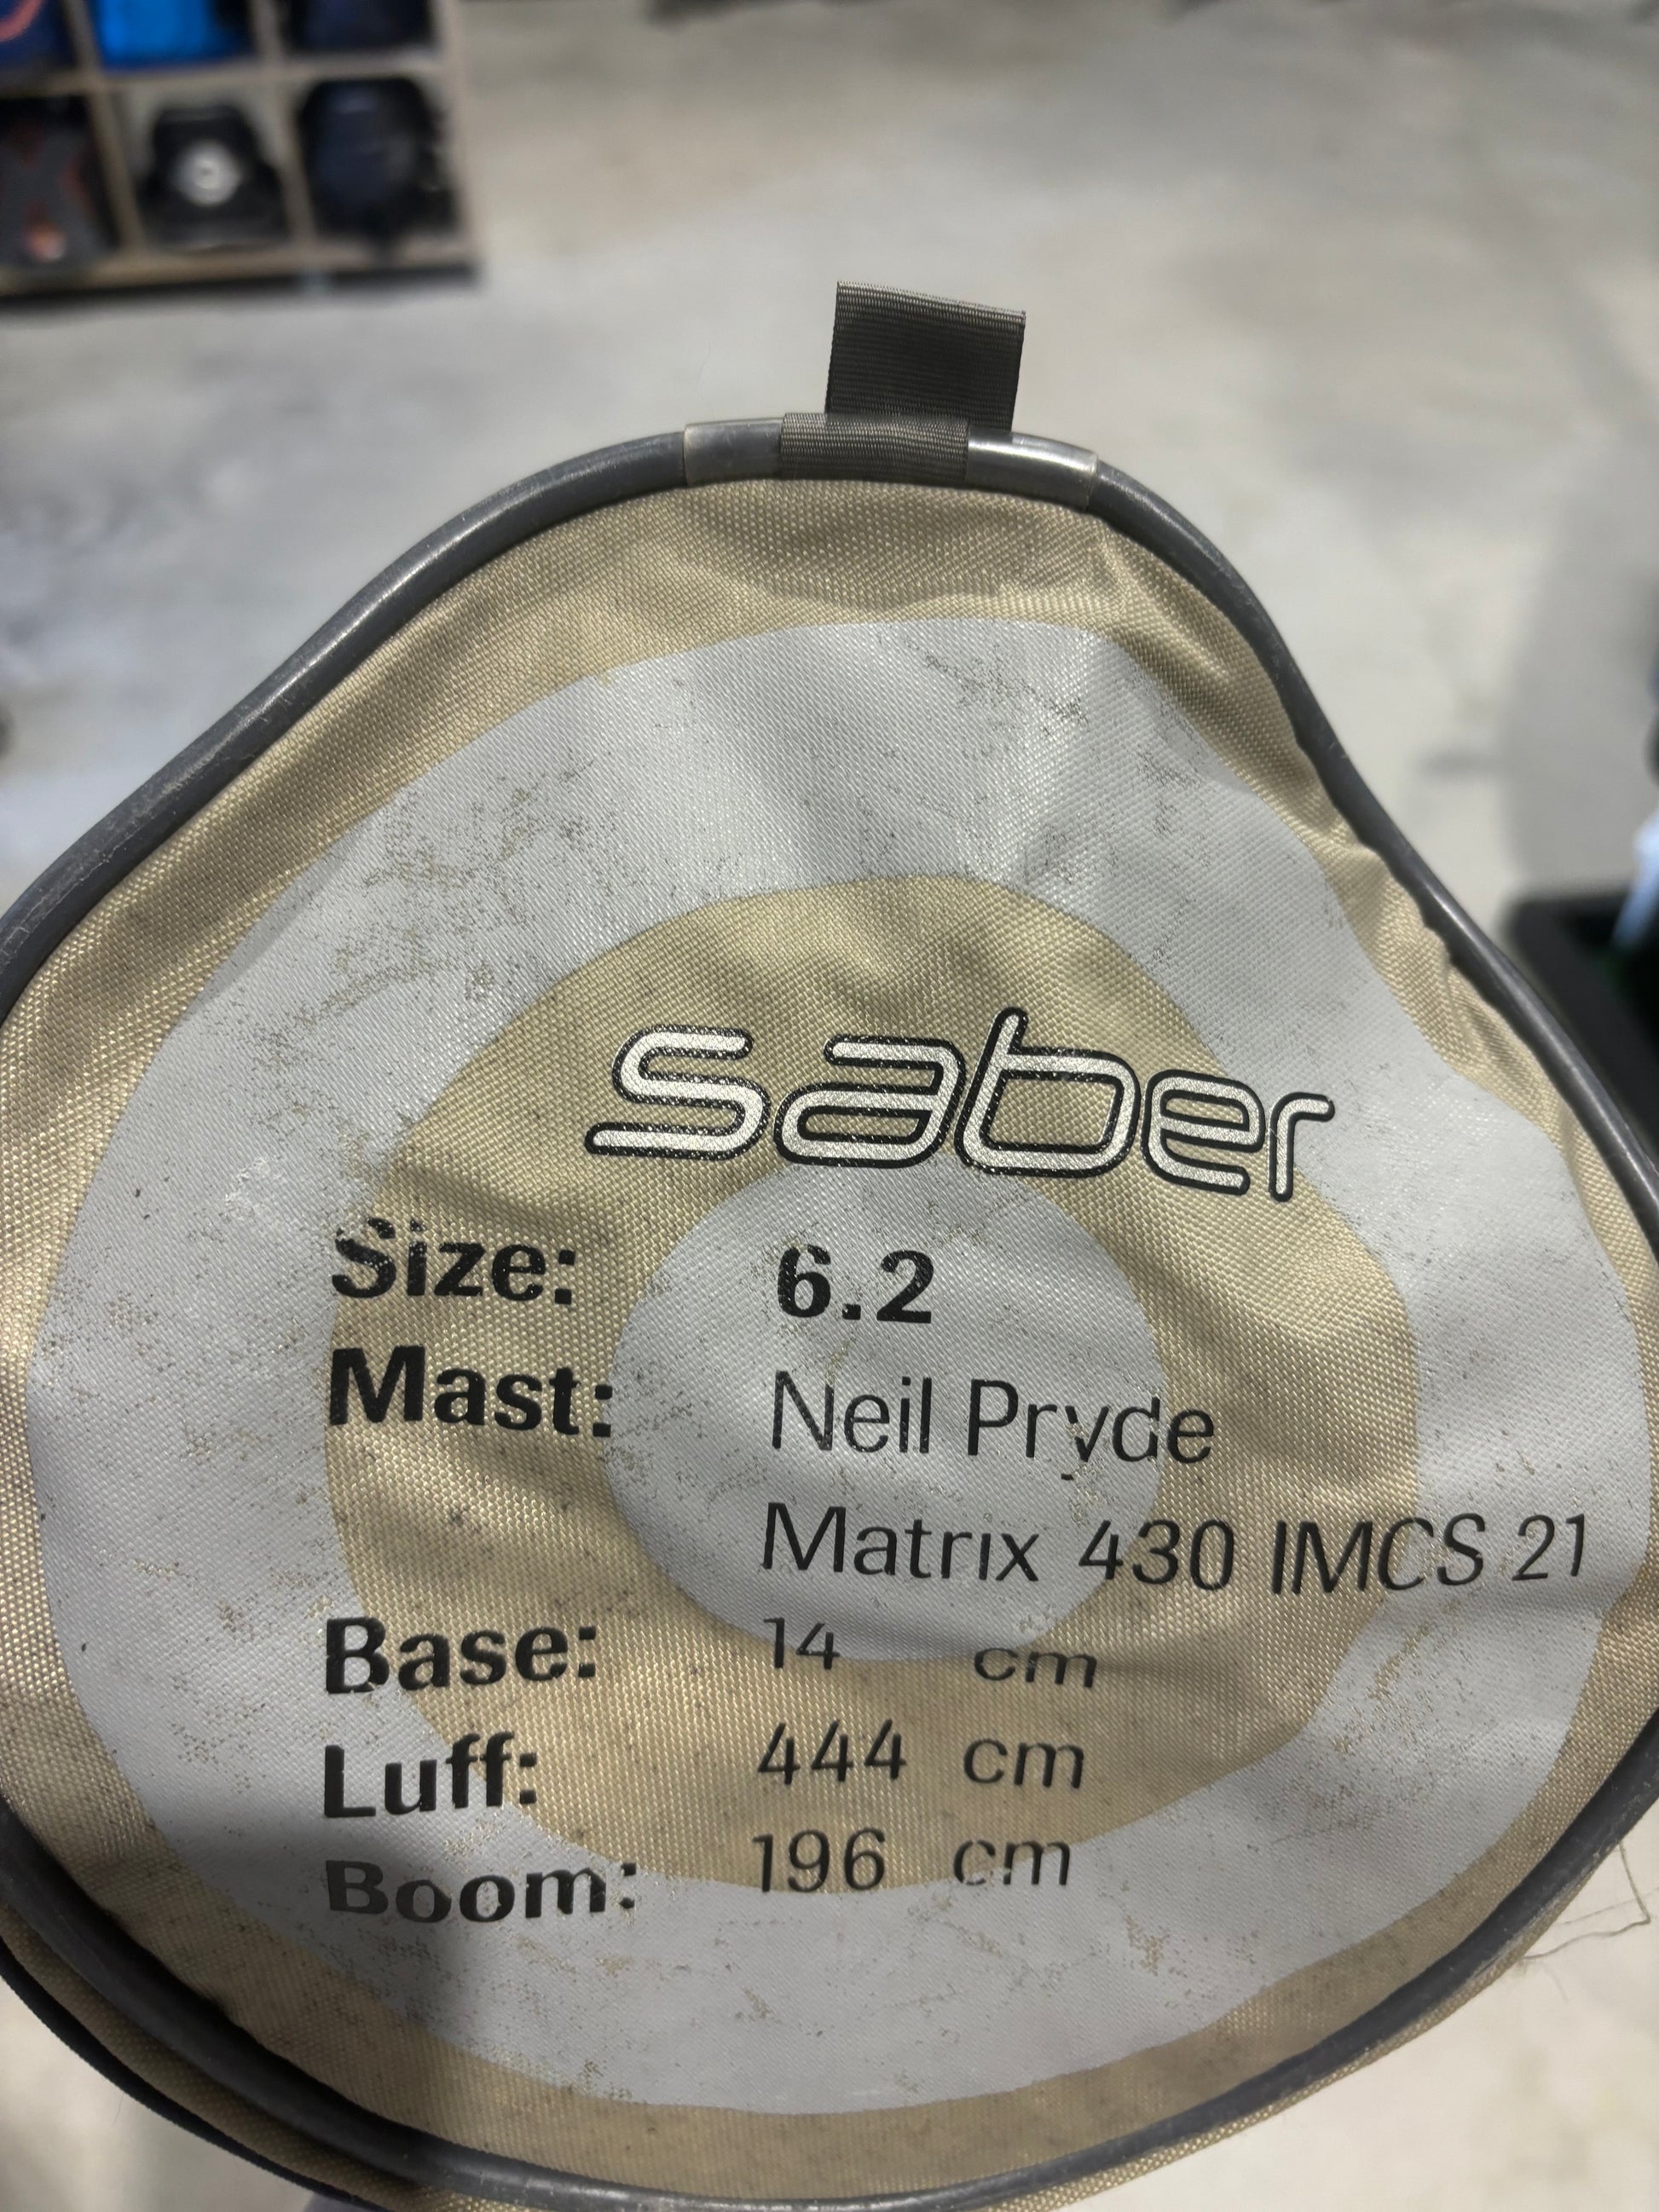 saber
Size: 6.2
Mast: Neil Pryde
Matrix 430 IMCS 21
Base: 14 cm
Luff: 444 cm
Boom: 196 cm